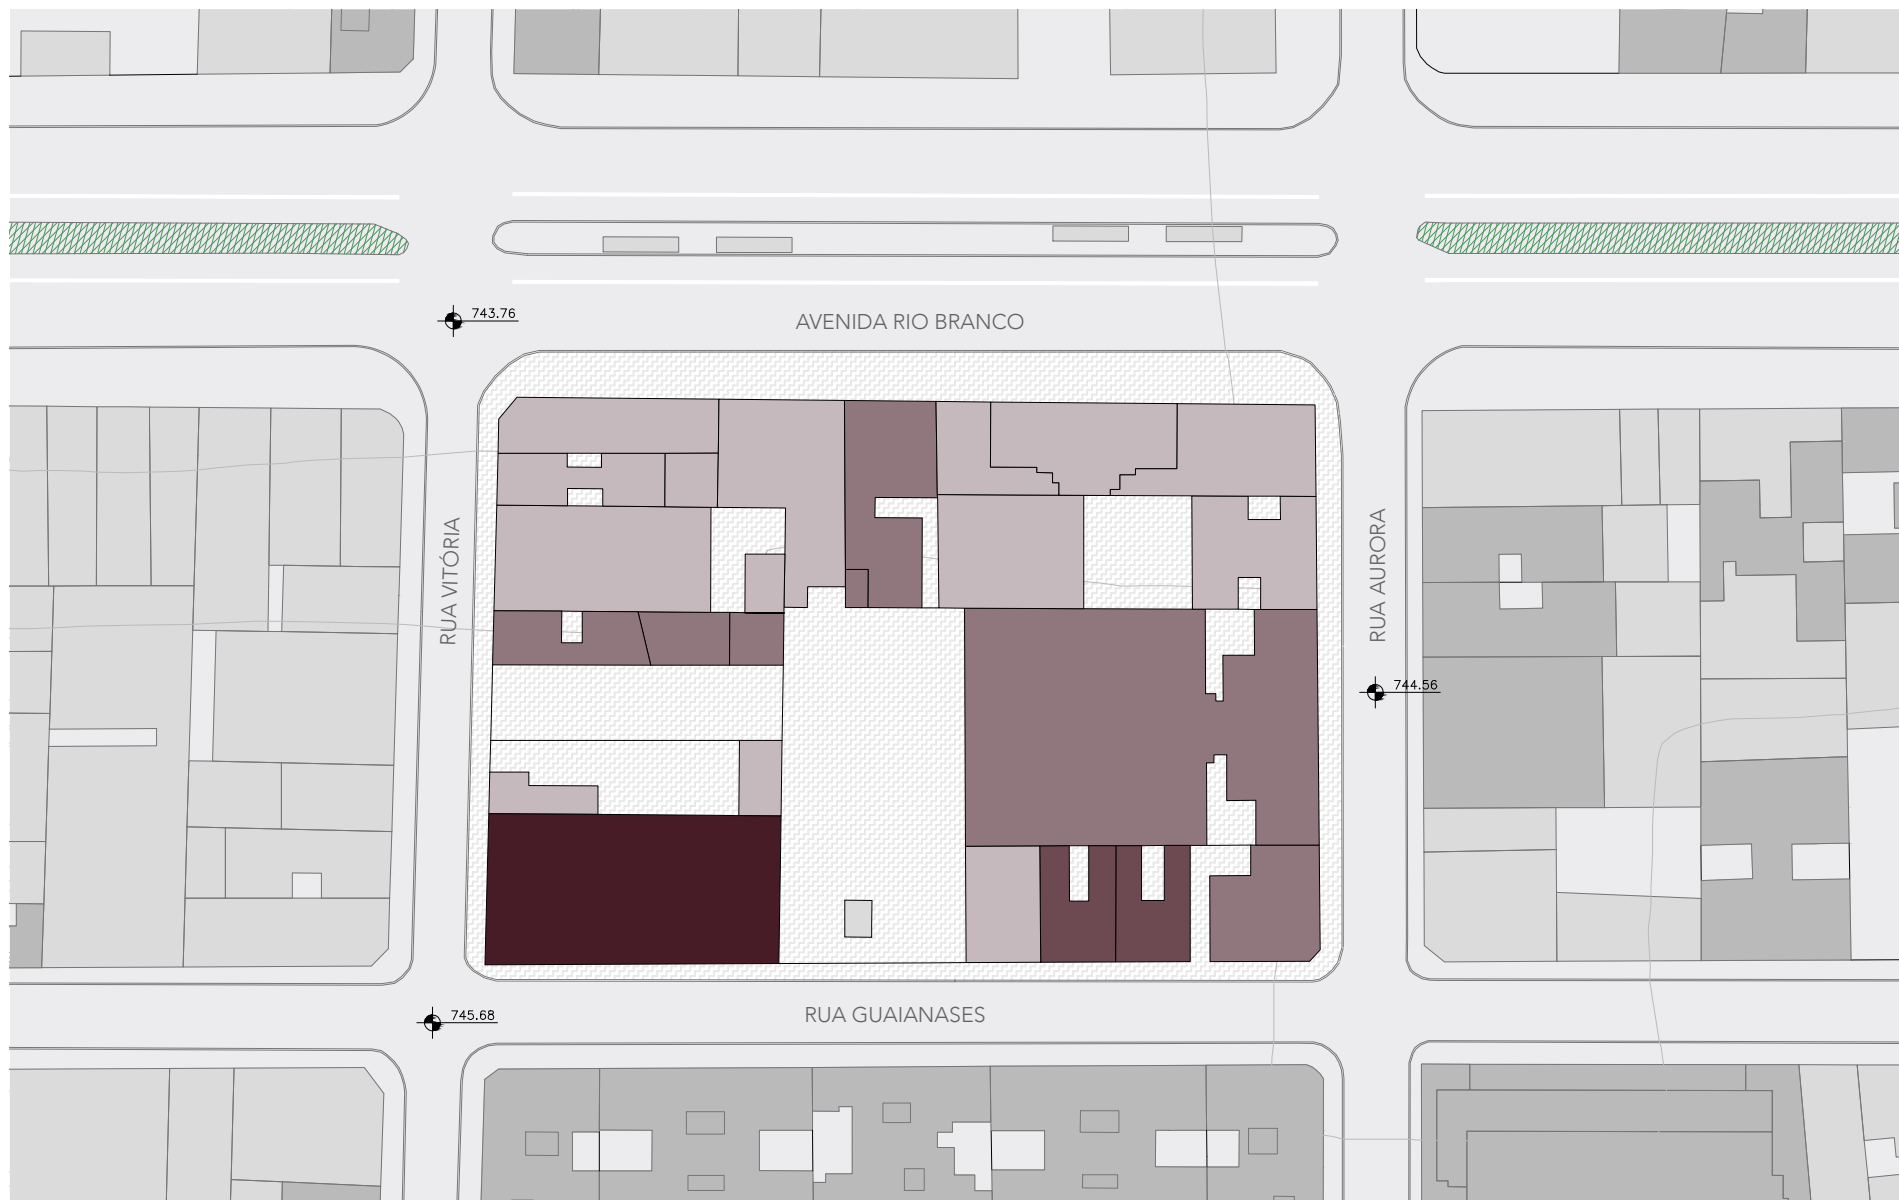 743.76
AVENIDA RIO BRANCO
RUA VITÓRIA
RUA AURORA
744.56
745.68
RUA GUAIANASES